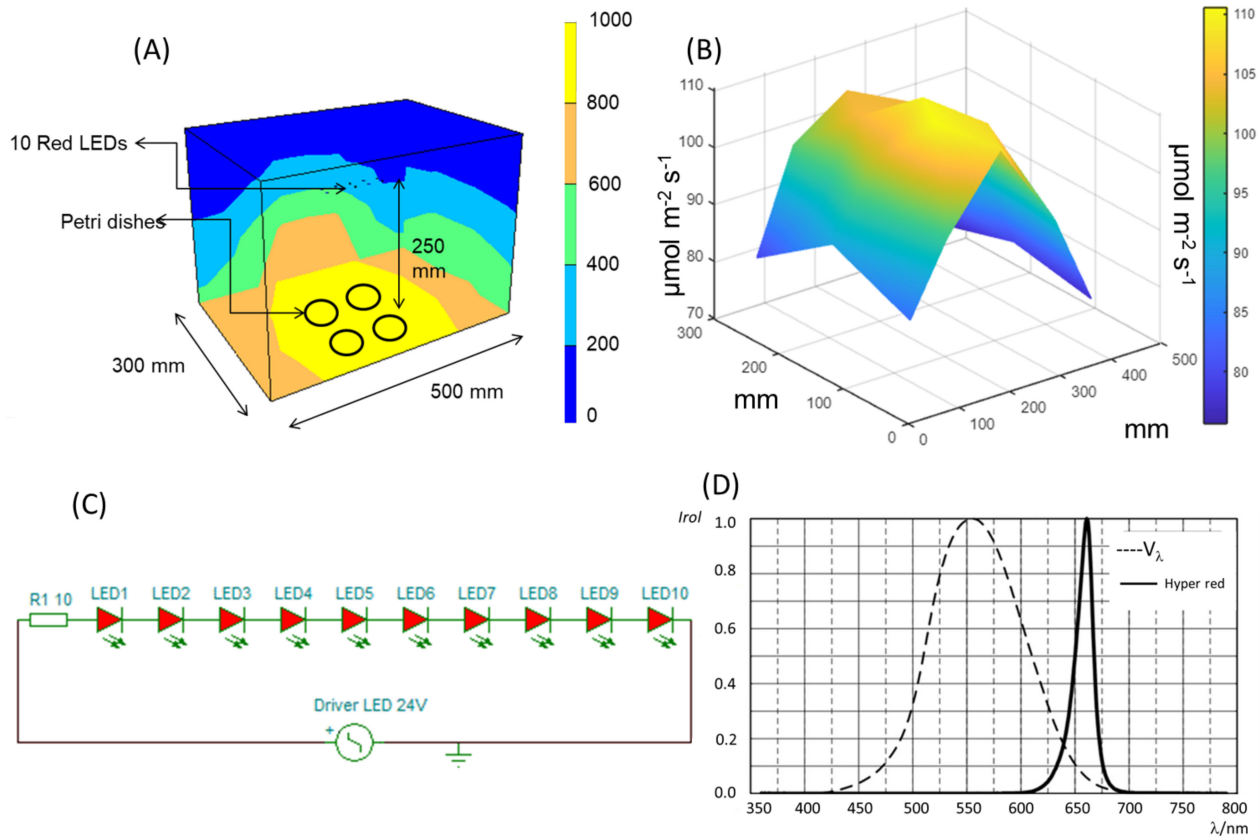 (A)
1000
800
600
400
200
0
10 Red LEDs
Petri dishes
250
mm
300 mm
500 mm
(B)
110
100
90
80
70
µmol m-2 s-1
300
200
100
0
mm
0
100
200
300
400
500
mm
110
105
100
95
90
85
80
µmol m-2 s-1
(C)
R1 10
LED1
LED2
LED3
LED4
LED5
LED6
LED7
LED8
LED9
LED10
Driver LED 24V
+
(D)
Irol
1.0
0.8
0.6
0.4
0.2
0.0
Vλ
Hyper red
350
400
450
500
550
600
650
700
750
800
λ/nm